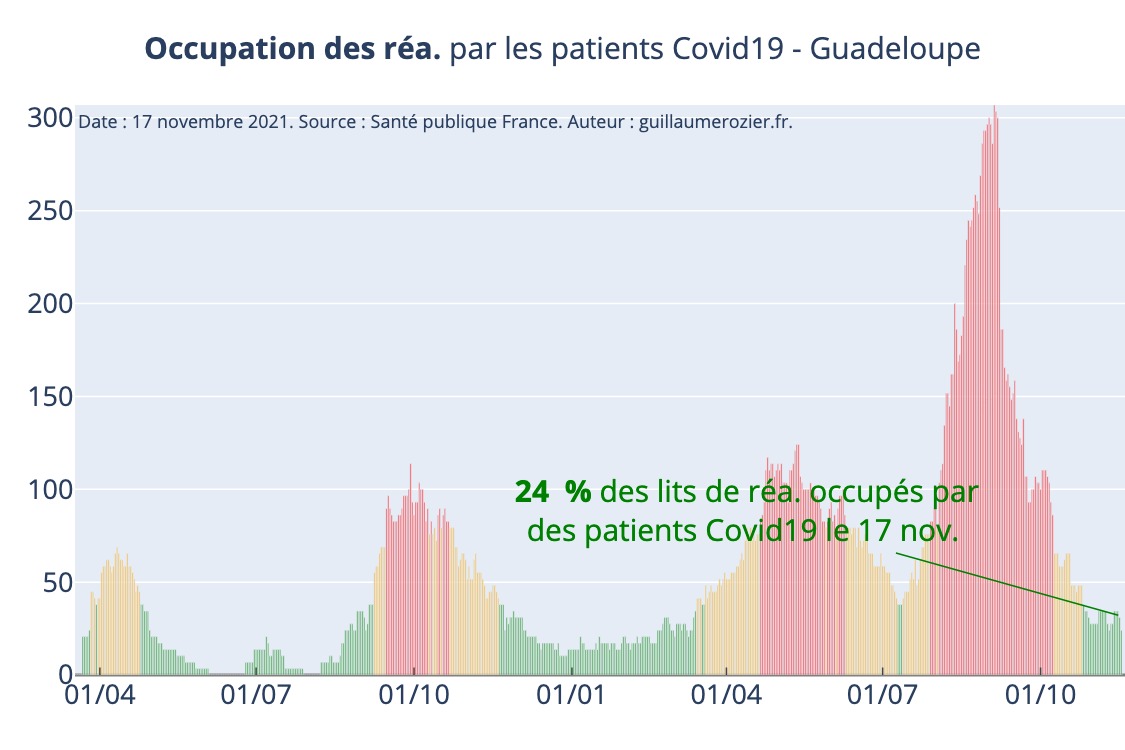 Occupation des réa. par les patients Covid19 - Guadeloupe
300
Date : 17 novembre 2021. Source : Santé publique France. Auteur : guillaumerozier.fr.
250
200
150
100
24 % des lits de réa. occupés par
des patients Covid19 le 17 nov.
50
0
01/04 01/07 01/10 01/01 01/04 01/07 01/10